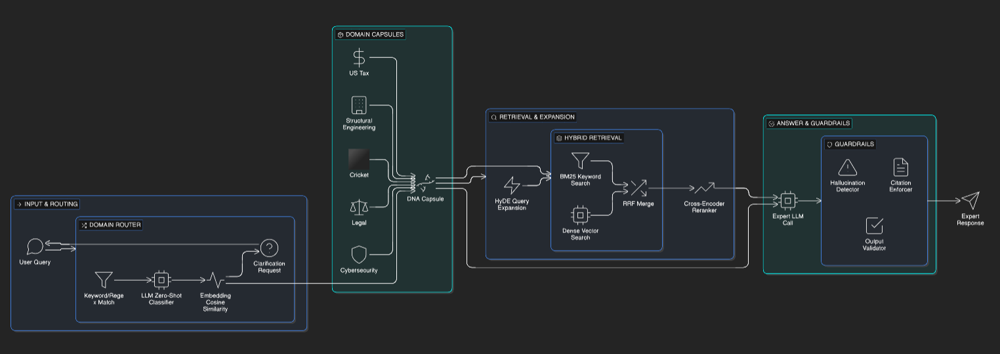 INPUT & ROUTING
DOMAIN ROUTER
User Query
Keyword/Rege
x Match
LLM Zero-Shot
Classifier
Embedding
Cosine
Similarity
Clarification
Request
DOMAIN CAPSULES
US Tax
Structural
Engineering
Cricket
Legal
Cybersecurity
DNA Capsule
RETRIEVAL & EXPANSION
HyDE Query
Expansion
HYBRID RETRIEVAL
BM25 Keyword
Search
Dense Vector
Search
RRF Merge
Cross-Encoder
Reranker
ANSWER & GUARDRAILS
Expert LLM
Call
GUARDRAILS
Hallucination
Detector
Citation
Enforcer
Output
Validator
Expert
Response